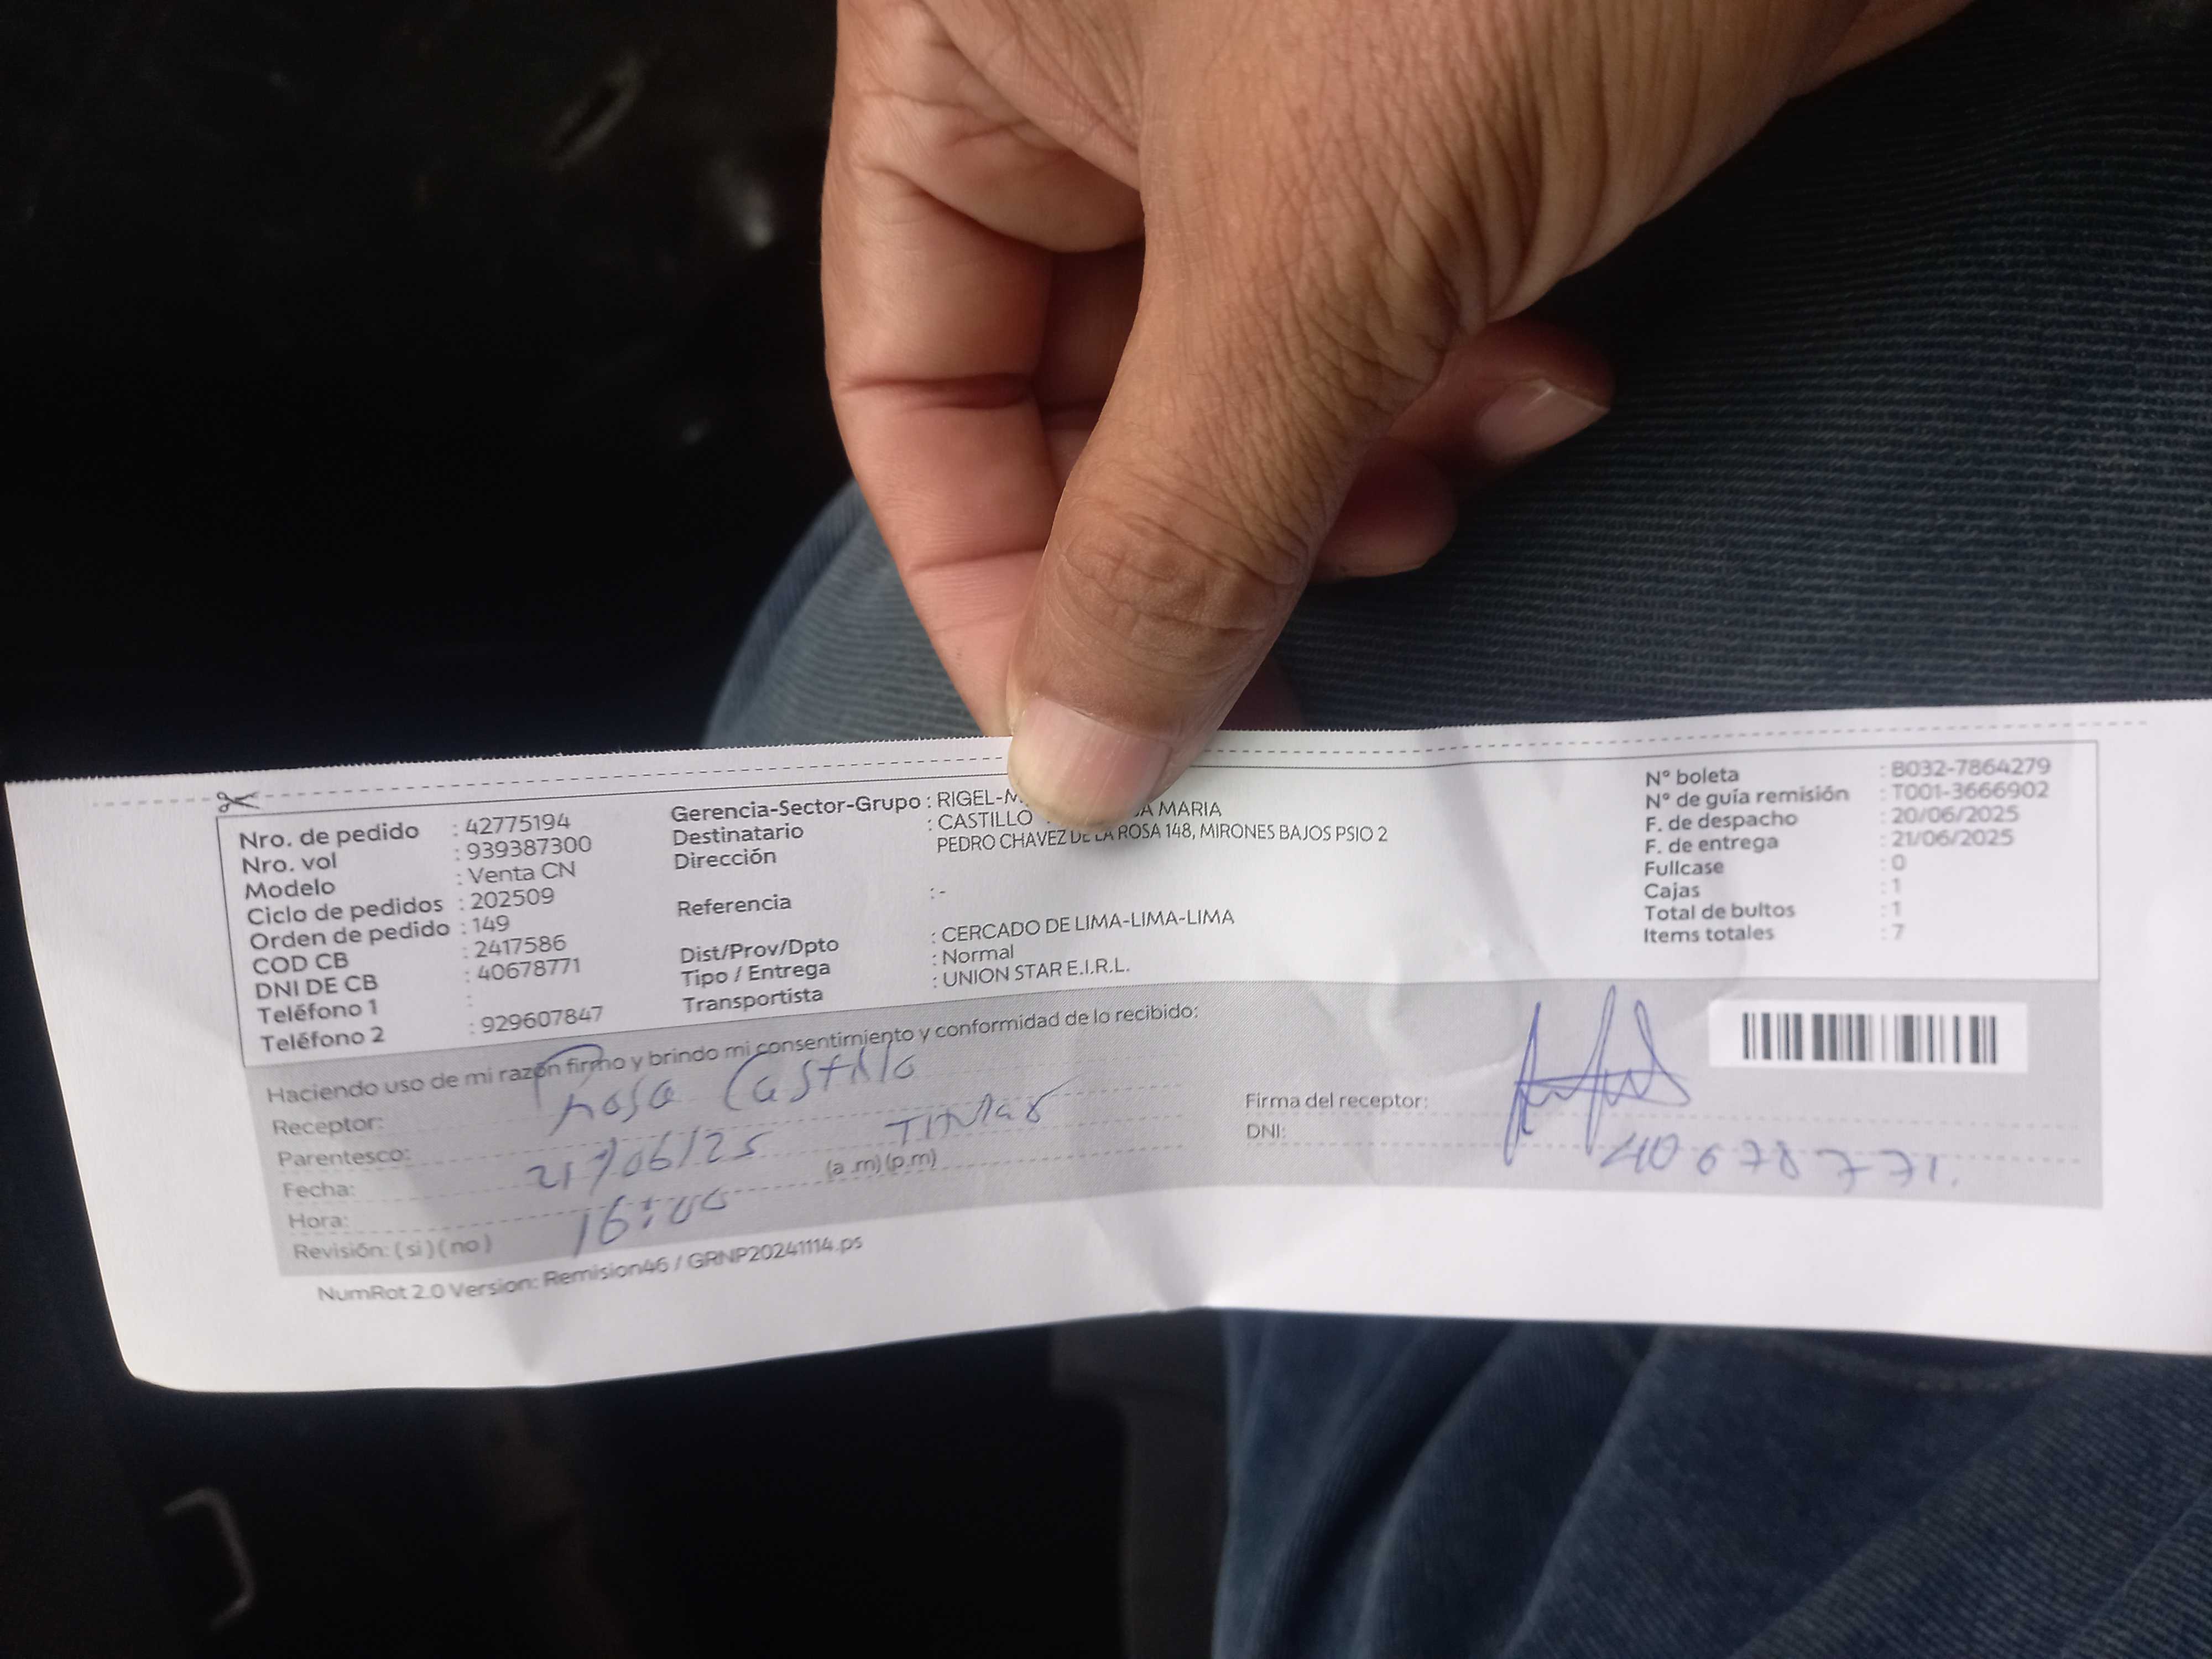 Nro. de pedido : 42775194
Nro. vol : 939387300
Modelo : Venta CN
Ciclo de pedidos : 202509
Orden de pedido : 149
COD CB : 2417586
DNI DE CB : 40678771
Teléfono 1 :
Teléfono 2 : 929607847
Gerencia-Sector-Grupo : RIGEL-M
Destinatario : CASTILLO MARIA
Dirección PEDRO CHAVEZ DE LA ROSA 148, MIRONES BAJOS PSIO 2
Referencia :-
Dist/Prov/Dpto : CERCADO DE LIMA-LIMA-LIMA
Tipo / Entrega : Normal
Transportista : UNION STAR E.I.R.L.
N° boleta : B032-7864279
N° de guía remisión : T001-3666902
F. de despacho : 20/06/2025
F. de entrega : 21/06/2025
Fullcase : 0
Cajas : 1
Total de bultos : 1
Items totales : 7
Haciendo uso de mi razón firmo y brindo mi consentimiento y conformidad de lo recibido:
Receptor: Rosa Castillo
Parentesco:
Fecha: 21/06/25
Hora: 16:00 (a.m) (p.m)
Revisión: ( si ) ( no )
Firma del receptor:
DNI: 40678771.
NumRot 2.0 Version: Remision46 / GRNP20241114.ps